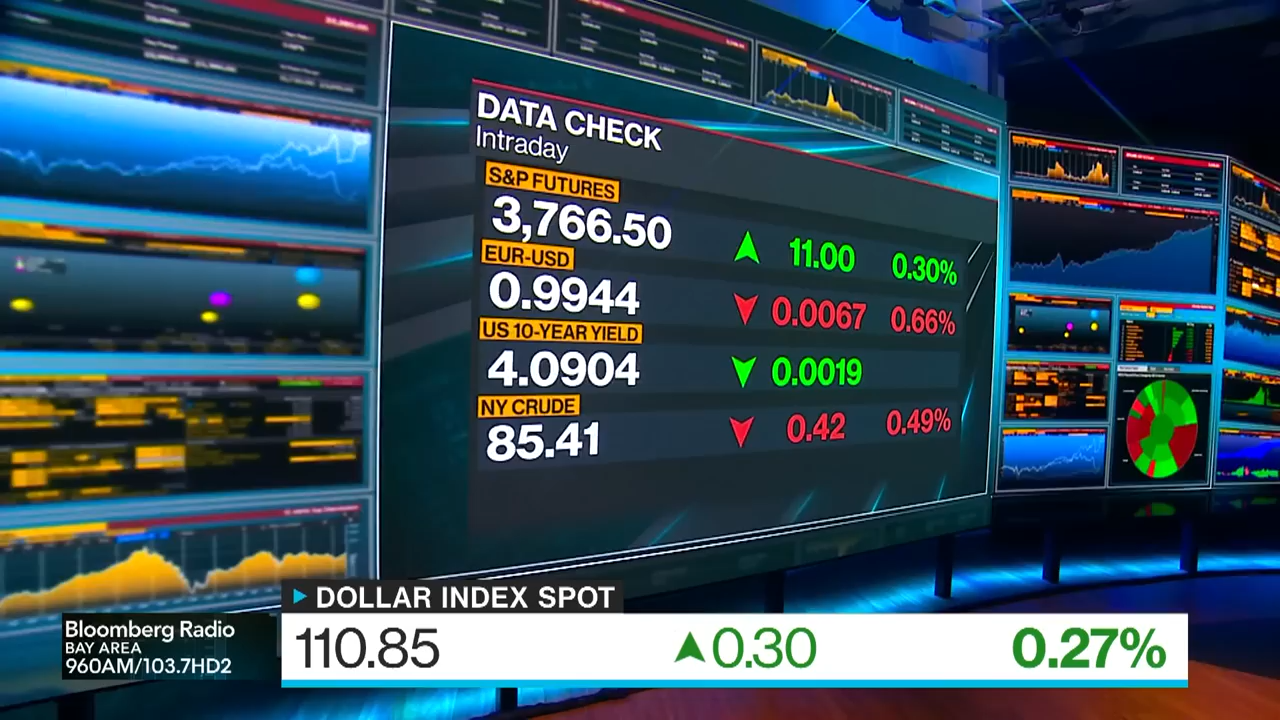 DATA CHECK
Intraday
S&P FUTURES
3,766.50 ▲ 11.00 0.30%
EUR-USD
0.9944 ▼ 0.0067 0.66%
US 10-YEAR YIELD
4.0904 ▼ 0.0019
NY CRUDE
85.41 ▼ 0.42 0.49%
DOLLAR INDEX SPOT
110.85 ▲0.30 0.27%
Bloomberg Radio
BAY AREA
960AM/103.7HD2